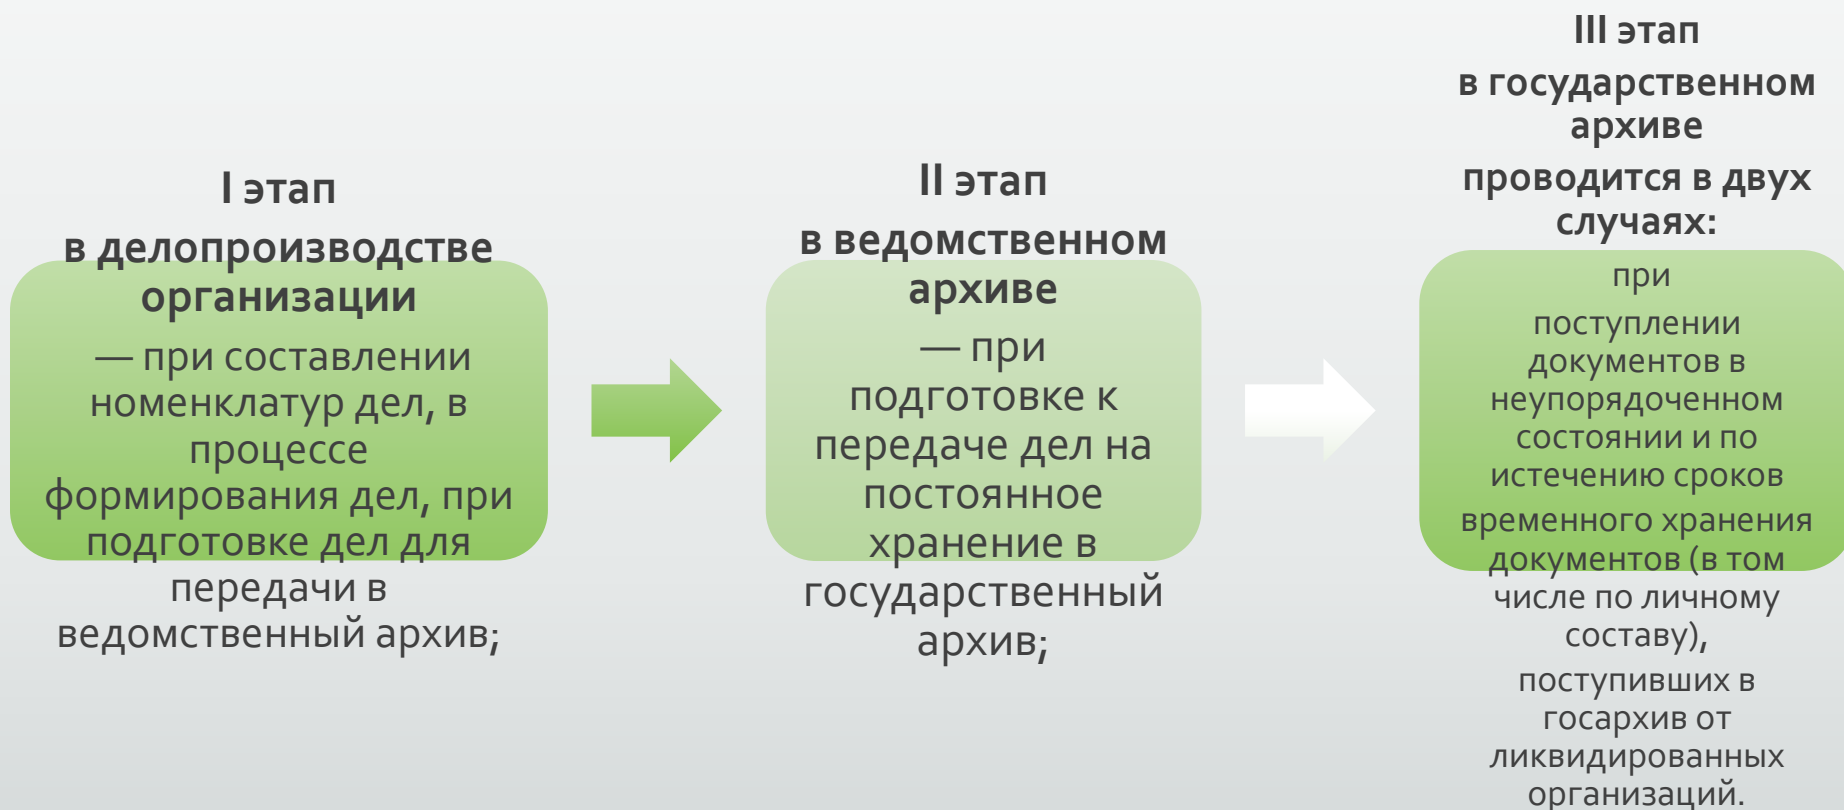 I этап
в делопроизводстве
организации
— при составлении
номенклатур дел, в
процессе
формирования дел, при
подготовке дел для
передачи в
ведомственный архив;
II этап
в ведомственном
архиве
— при
подготовке к
передаче дел на
постоянное
хранение в
государственный
архив;
III этап
в государственном
архиве
проводится в двух
случаях:
при
поступлении
документов в
неупорядоченном
состоянии и по
истечению сроков
временного хранения
документов (в том
числе по личному
составу),
поступивших в
госархив от
ликвидированных
организаций.